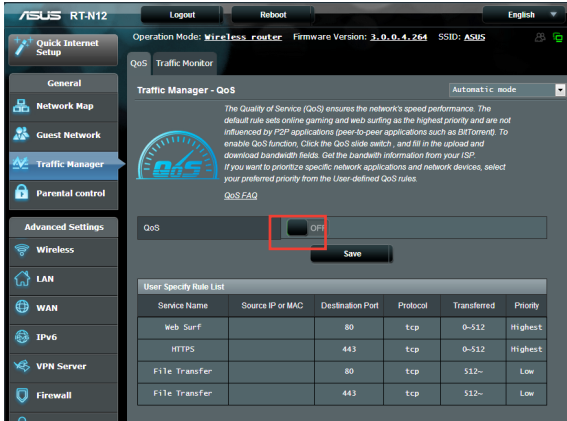 ASUS RT-N12
Logout
Reboot
English
Quick Internet
Setup
Operation Mode: Wireless router Firmware Version: 3.0.0.4.264 SSID: ASUS
QoS Traffic Monitor
General
Network Map
Guest Network
Traffic Manager
Parental control
Advanced Settings
Wireless
LAN
WAN
IPv6
VPN Server
Firewall
Traffic Manager - QoS
Automatic mode
QoS
The Quality of Service (QoS) ensures the network's speed performance. The
default rule sets online gaming and web surfing as the highest priority and are not
influenced by P2P applications (peer-to-peer applications such as BitTorrent). To
enable QoS function, Click the QoS slide switch , and fill in the upload and
download bandwidth fields. Get the bandwith information from your ISP.
If you want to prioritize specific network applications and network devices, select
your preferred priority from the User-defined QoS rules.
QoS FAQ
QoS
OFF
Save
User Specify Rule List
Service Name Source IP or MAC Destination Port Protocol Transferred Priority
Web Surf 80 tcp 0~512 Highest
HTTPS 443 tcp 0~512 Highest
File Transfer 80 tcp 512~ Low
File Transfer 443 tcp 512~ Low